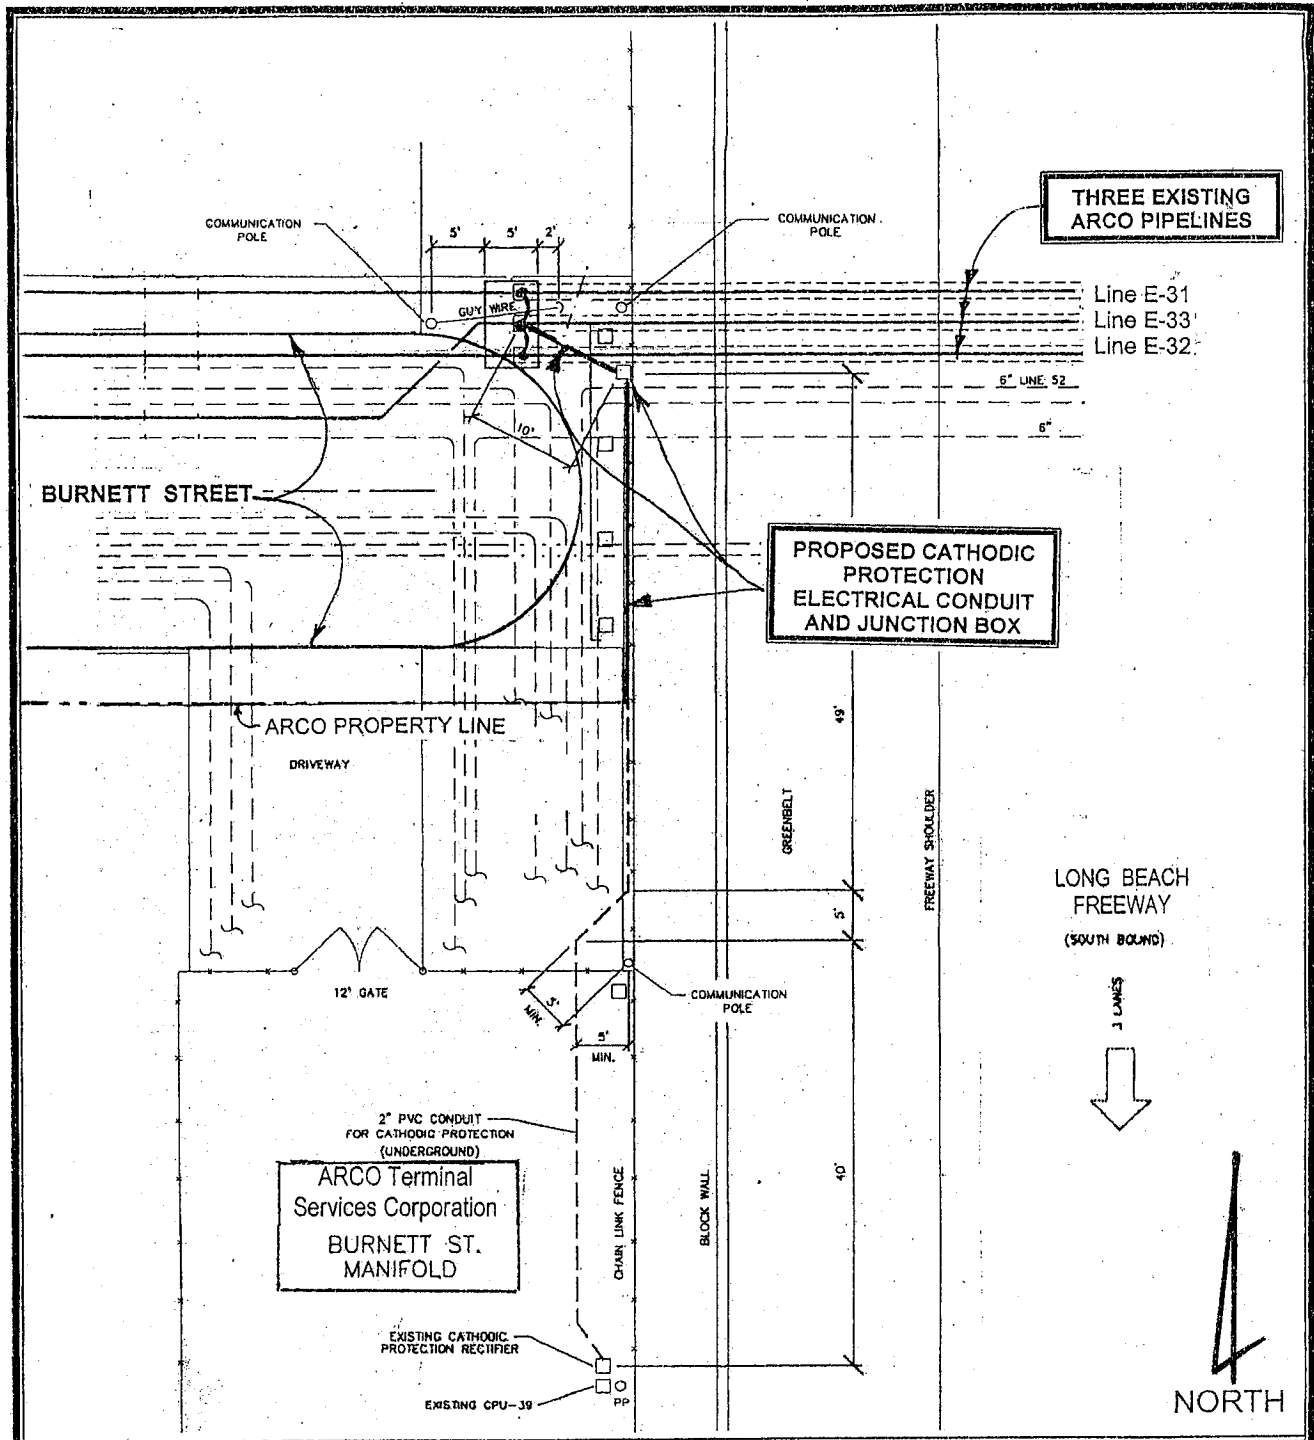 COMMUNICATION
POLE
5'
5'
2'
COMMUNICATION
POLE
THREE EXISTING
ARCO PIPELINES
GUY WIRE
Line E-31
Line E-33
Line E-32
6" LINE 52
6"
10'
BURNETT STREET
PROPOSED CATHODIC
PROTECTION
ELECTRICAL CONDUIT
AND JUNCTION BOX
ARCO PROPERTY LINE
DRIVEWAY
49'
GREENBELT
FREEWAY SHOULDER
LONG BEACH
FREEWAY
(SOUTH BOUND)
3 LANES
5'
12' GATE
3'
MIN.
COMMUNICATION
POLE
5'
MIN.
2" PVC CONDUIT
FOR CATHODIC PROTECTION
(UNDERGROUND)
ARCO Terminal
Services Corporation
BURNETT ST.
MANIFOLD
CHAIN LINK FENCE
BLOCK WALL
40'
EXISTING CATHODIC
PROTECTION RECTIFIER
EXISTING CPU-39
PP
NORTH